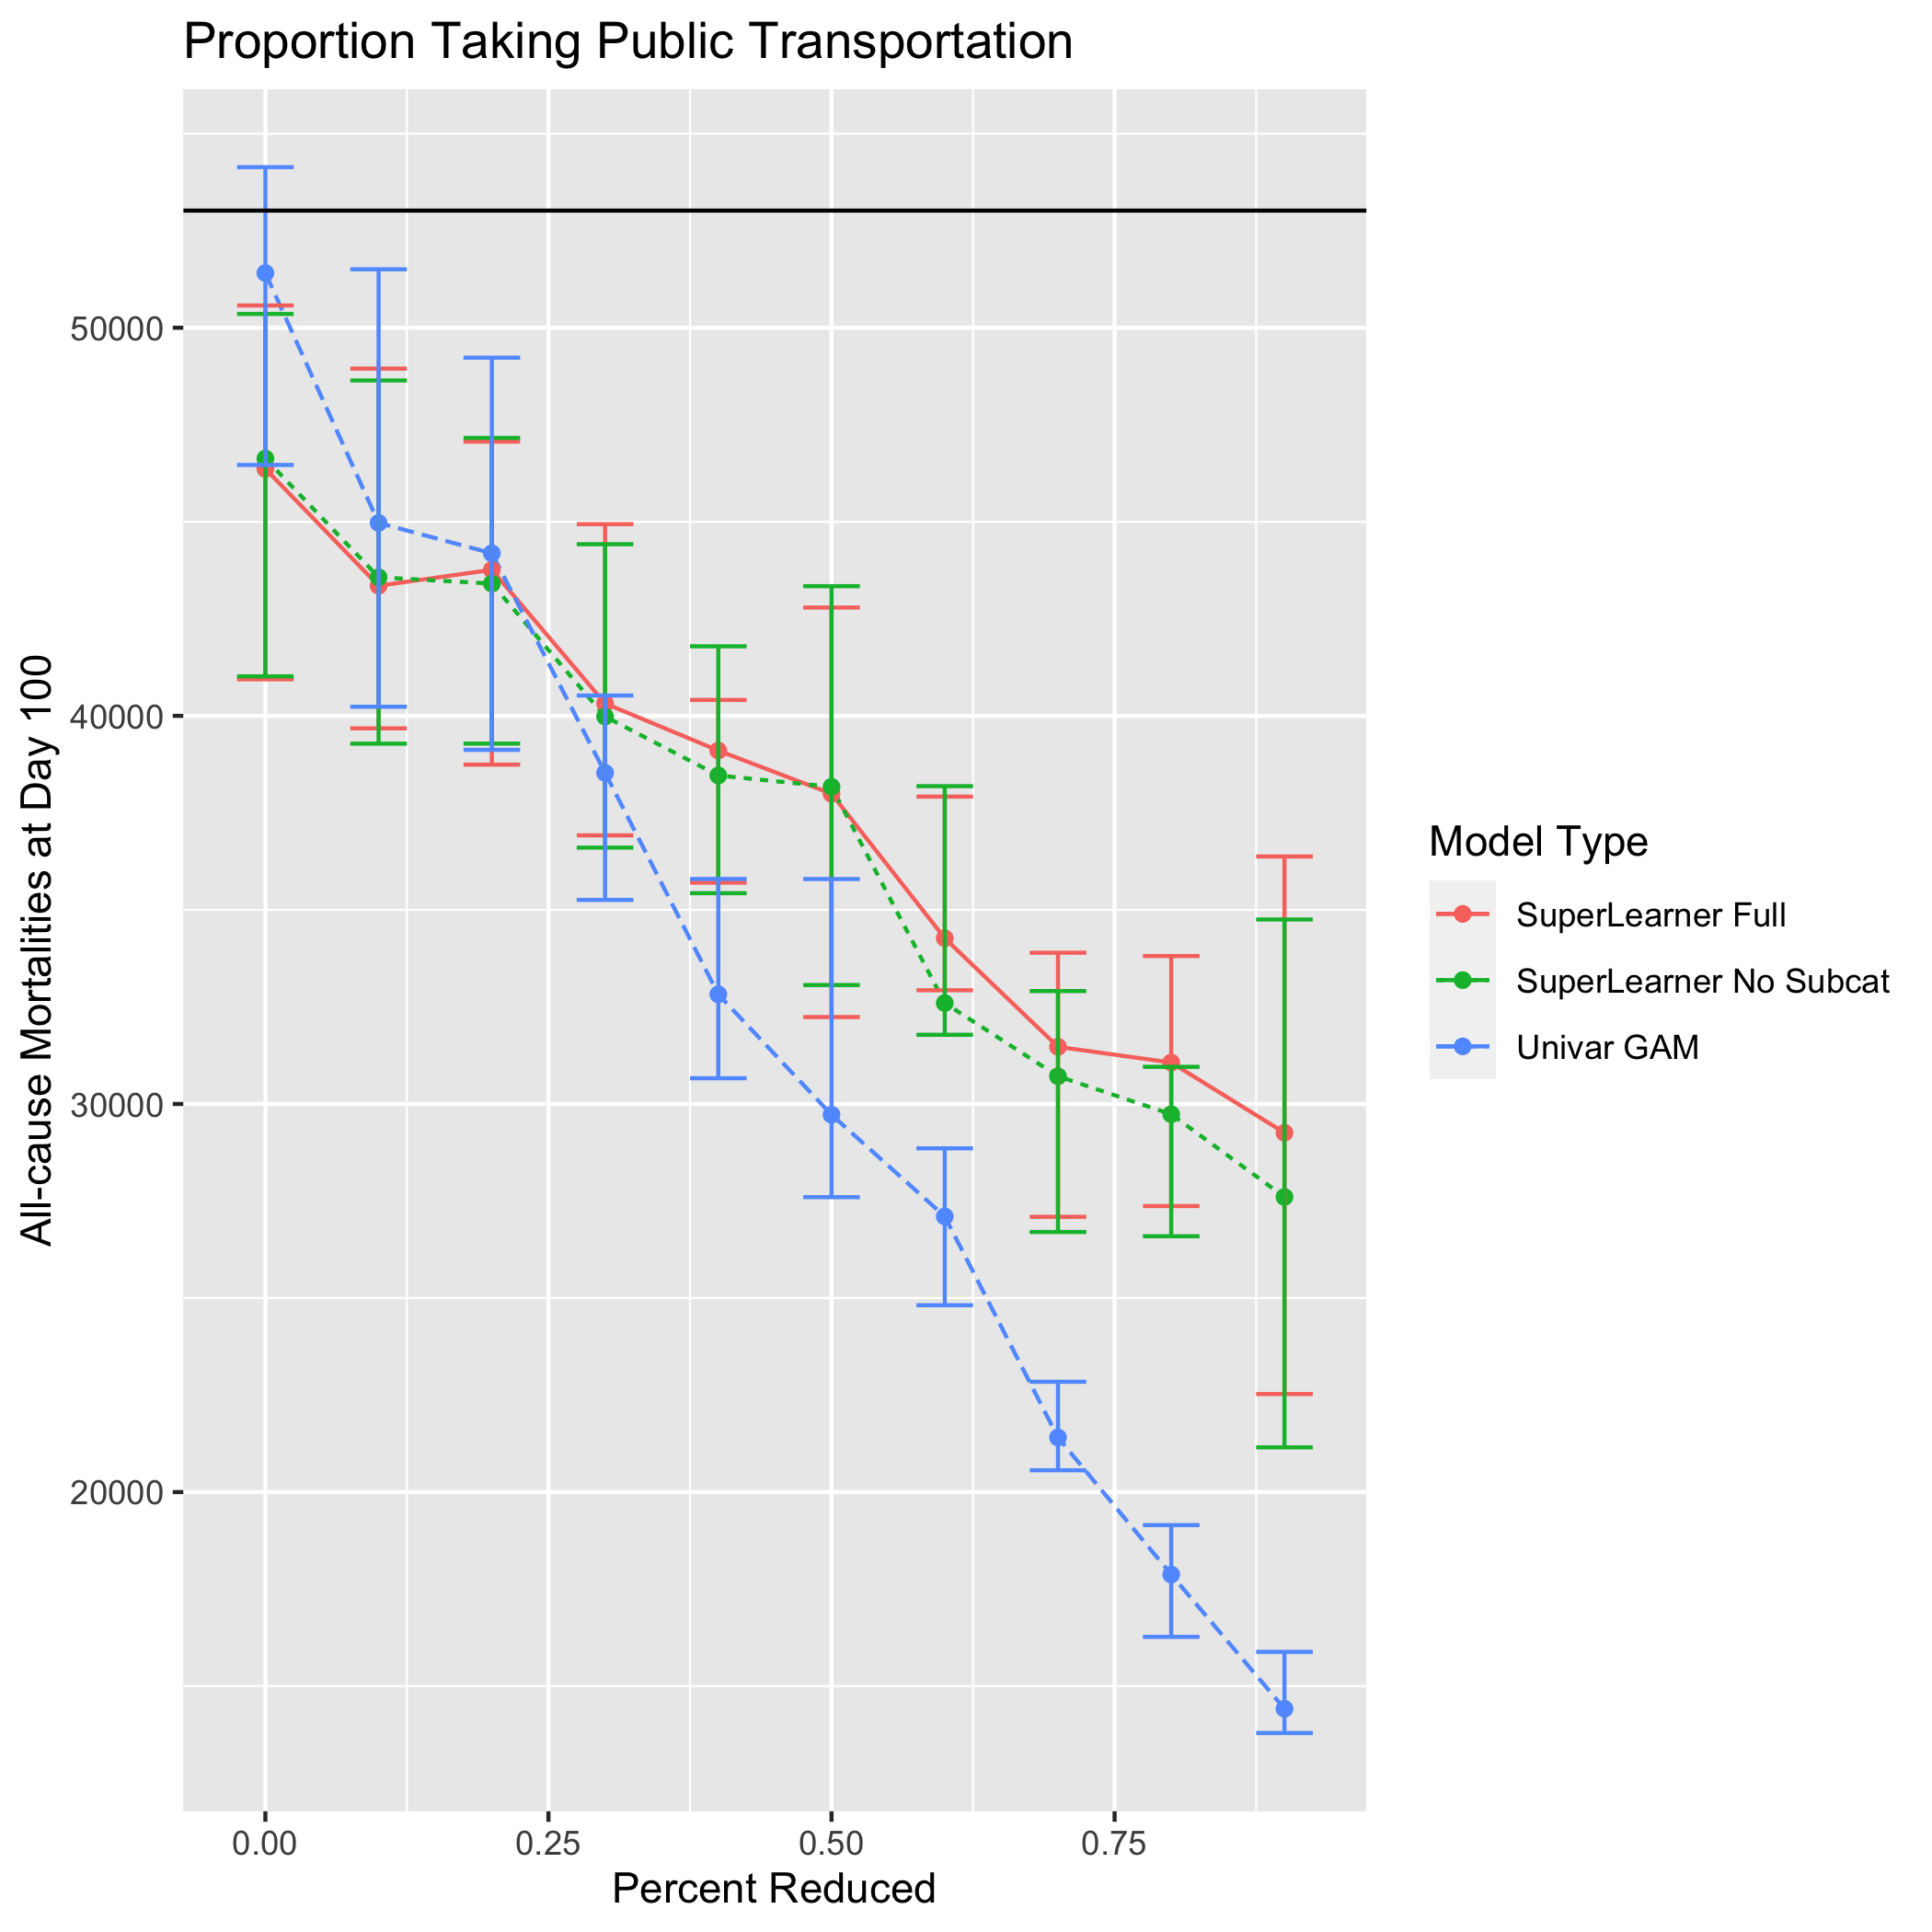 Proportion Taking Public Transportation
All-cause Mortalities at Day 100
50000
40000
30000
20000
0.00
0.25
0.50
0.75
Percent Reduced
Model Type
SuperLearner Full
SuperLearner No Subcat
Univar GAM